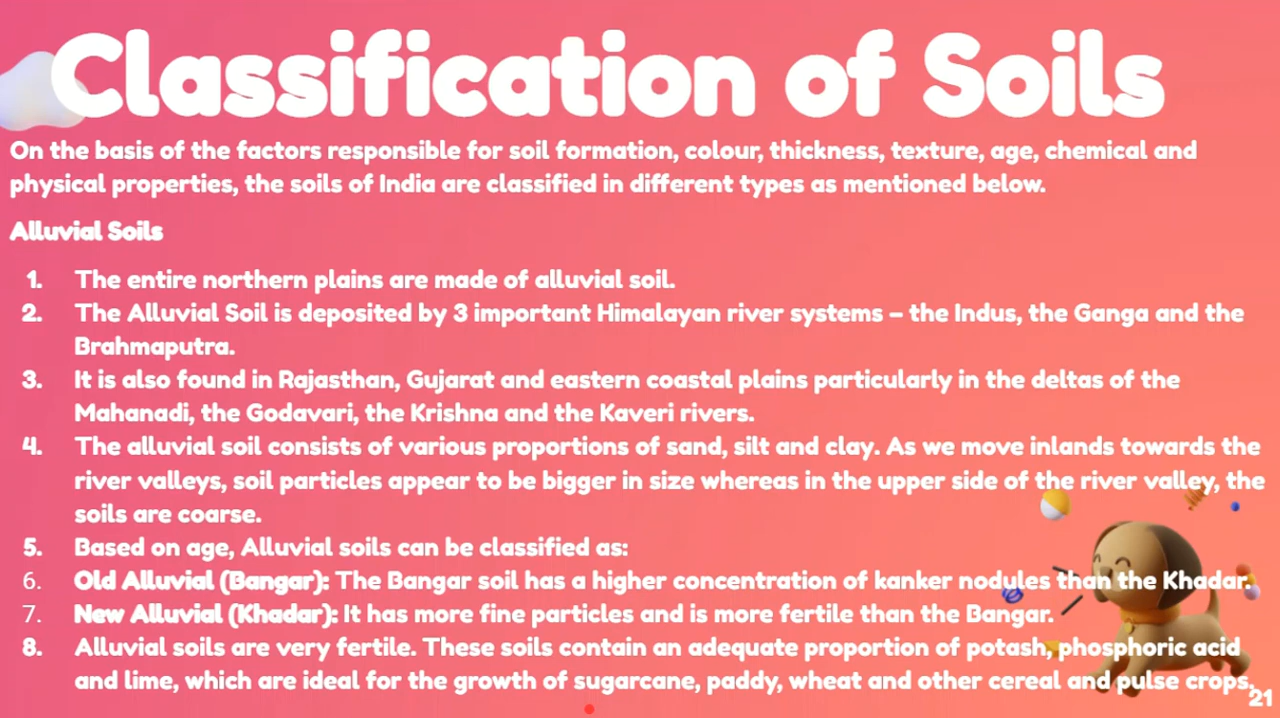 Classification of Soils
On the basis of the factors responsible for soil formation, colour, thickness, texture, age, chemical and
physical properties, the soils of India are classified in different types as mentioned below.
Alluvial Soils
1. The entire northern plains are made of alluvial soil.
2. The Alluvial Soil is deposited by 3 important Himalayan river systems – the Indus, the Ganga and the
Brahmaputra.
3. It is also found in Rajasthan, Gujarat and eastern coastal plains particularly in the deltas of the
Mahanadi, the Godavari, the Krishna and the Kaveri rivers.
4. The alluvial soil consists of various proportions of sand, silt and clay. As we move inlands towards the
river valleys, soil particles appear to be bigger in size whereas in the upper side of the river valley, the
soils are coarse.
5. Based on age, Alluvial soils can be classified as:
6. Old Alluvial (Bangar): The Bangar soil has a higher concentration of kanker nodules than the Khadar.
7. New Alluvial (Khadar): It has more fine particles and is more fertile than the Bangar.
8. Alluvial soils are very fertile. These soils contain an adequate proportion of potash, phosphoric acid
and lime, which are ideal for the growth of sugarcane, paddy, wheat and other cereal and pulse crops.
21